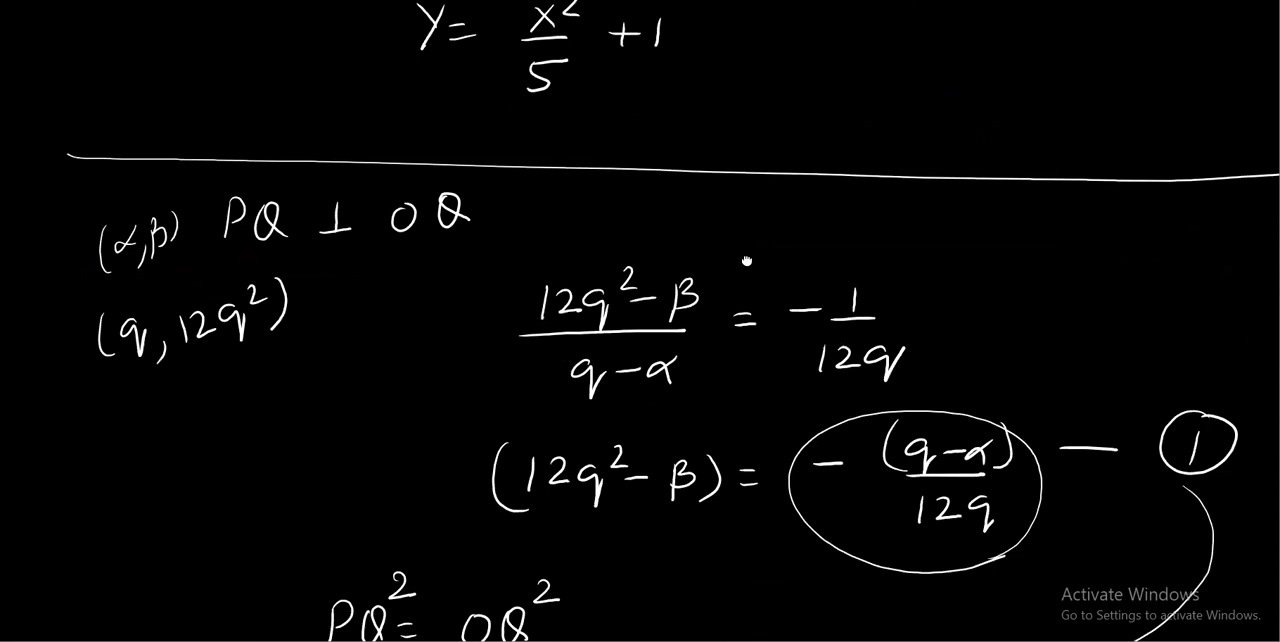 Y = x²/5 + 1
(α,β) PQ ⊥ OQ
(q, 12q²)
(12q² - β)/(q - α) = - 1/(12q)
(12q² - β) = - (q-α)/(12q) — ①
PQ² = OQ²
Activate Windows
Go to Settings to activate Windows.